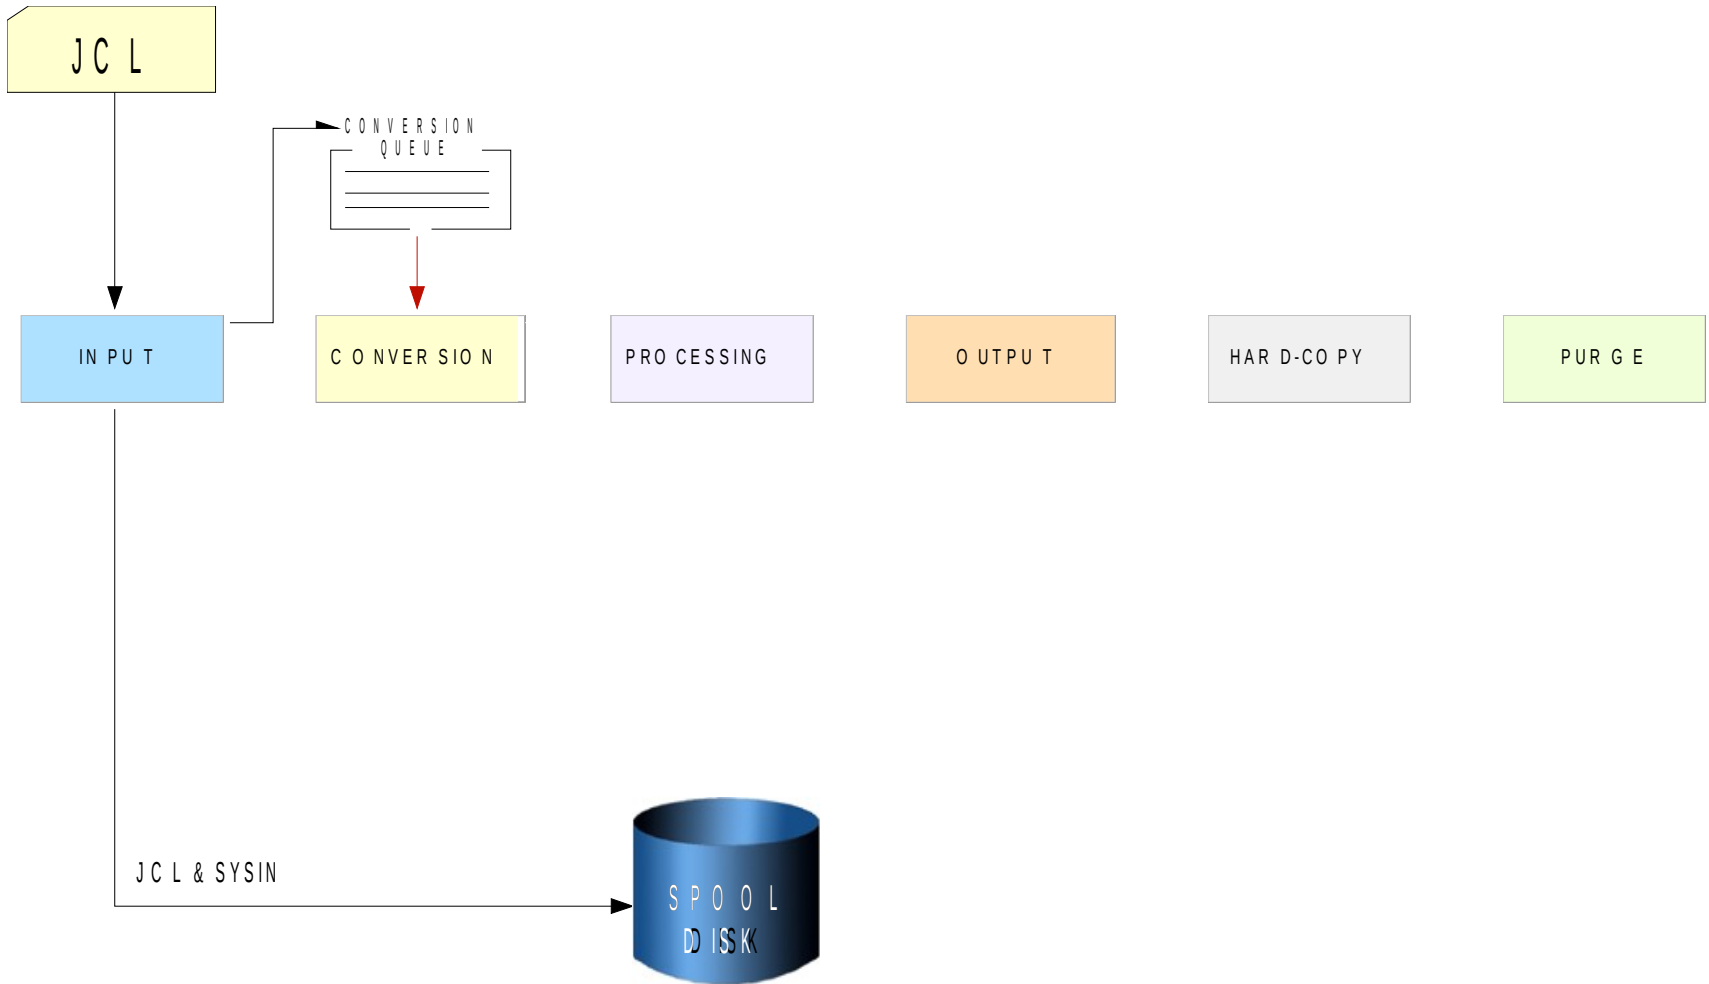 JCL
CONVERSION
QUEUE
INPUT
CONVERSION
PROCESSING
OUTPUT
HARD-COPY
PURGE
JCL & SYSIN
SPOOL
DISK